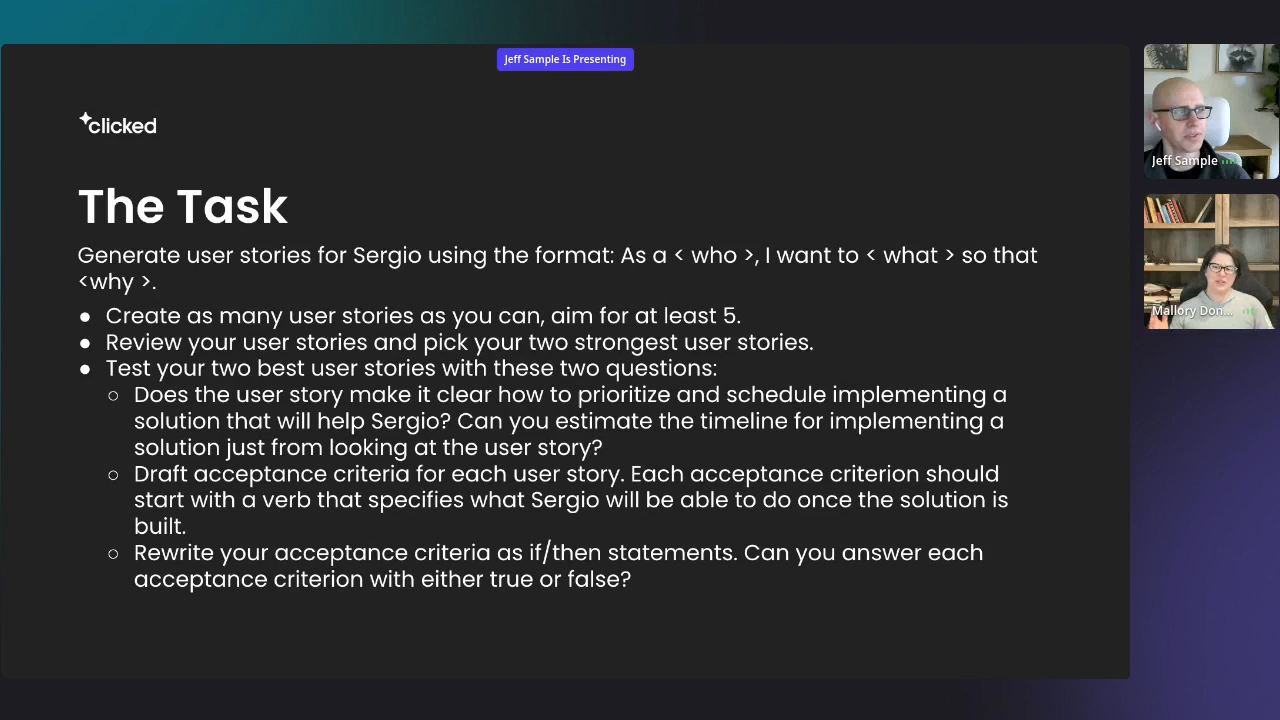 Jeff Sample Is Presenting
clicked
The Task
Generate user stories for Sergio using the format: As a < who >, I want to < what > so that
<why >.
● Create as many user stories as you can, aim for at least 5.
● Review your user stories and pick your two strongest user stories.
● Test your two best user stories with these two questions:
○ Does the user story make it clear how to prioritize and schedule implementing a
solution that will help Sergio? Can you estimate the timeline for implementing a
solution just from looking at the user story?
○ Draft acceptance criteria for each user story. Each acceptance criterion should
start with a verb that specifies what Sergio will be able to do once the solution is
built.
○ Rewrite your acceptance criteria as if/then statements. Can you answer each
acceptance criterion with either true or false?
Jeff Sample
Mallory Don...